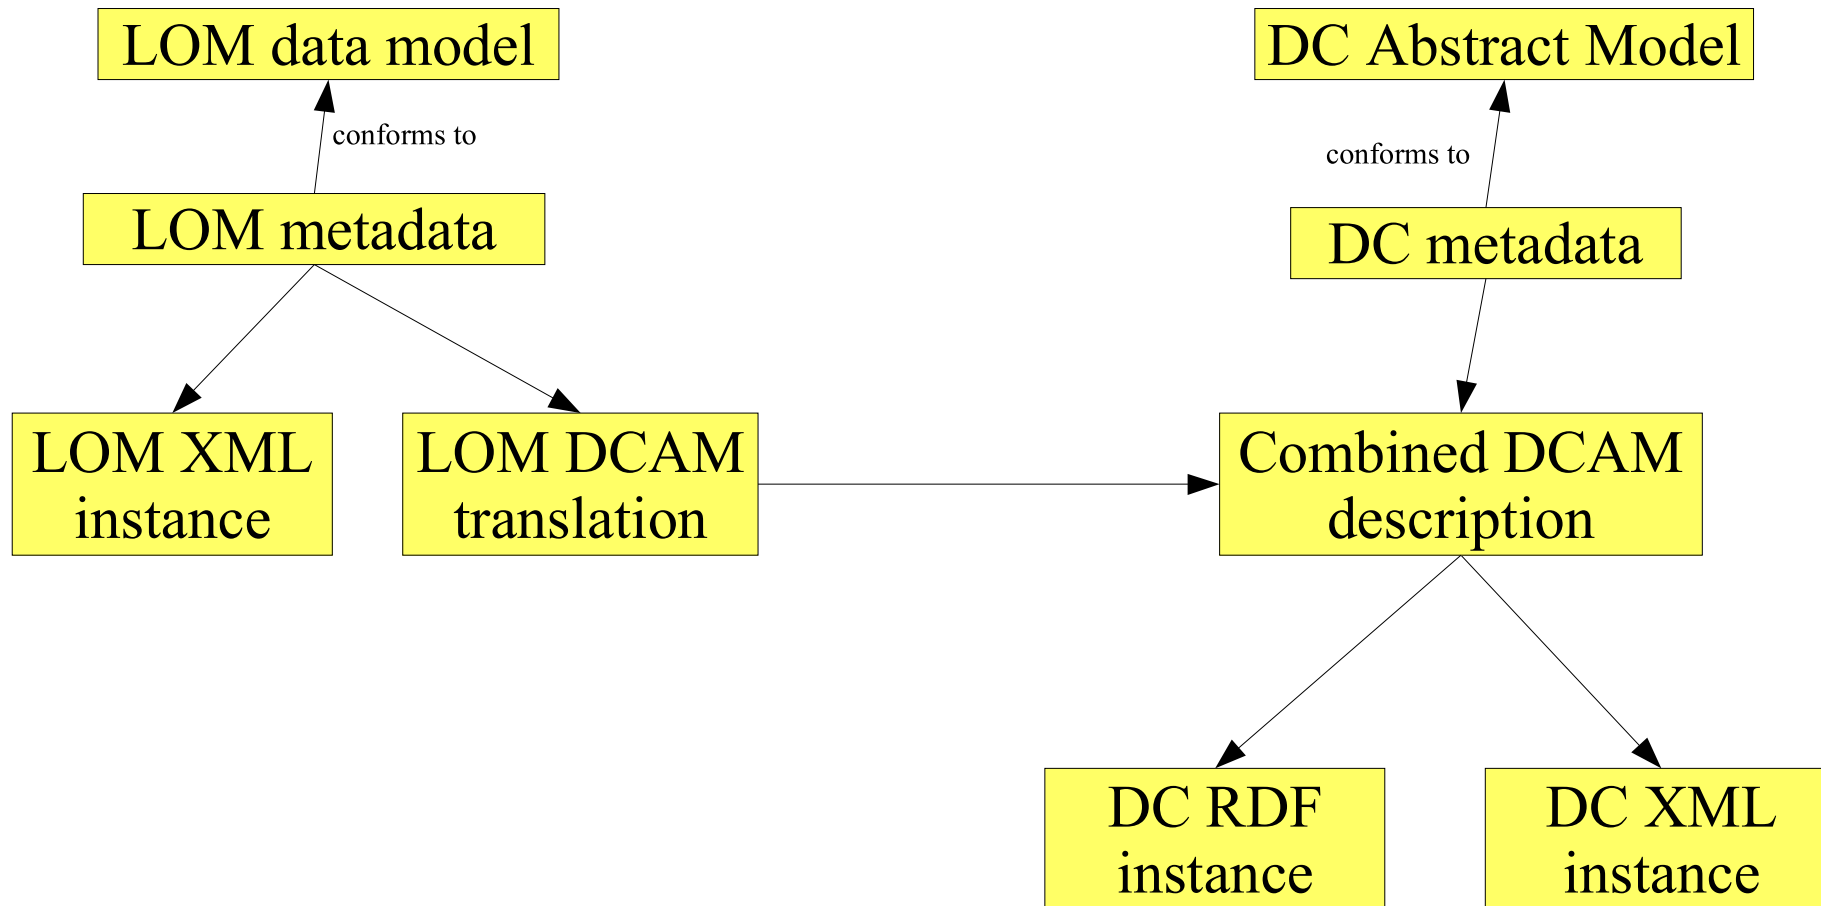 LOM data model
DC Abstract Model
conforms to
conforms to
LOM metadata
DC metadata
LOM XML
instance
LOM DCAM
translation
Combined DCAM
description
DC RDF
instance
DC XML
instance